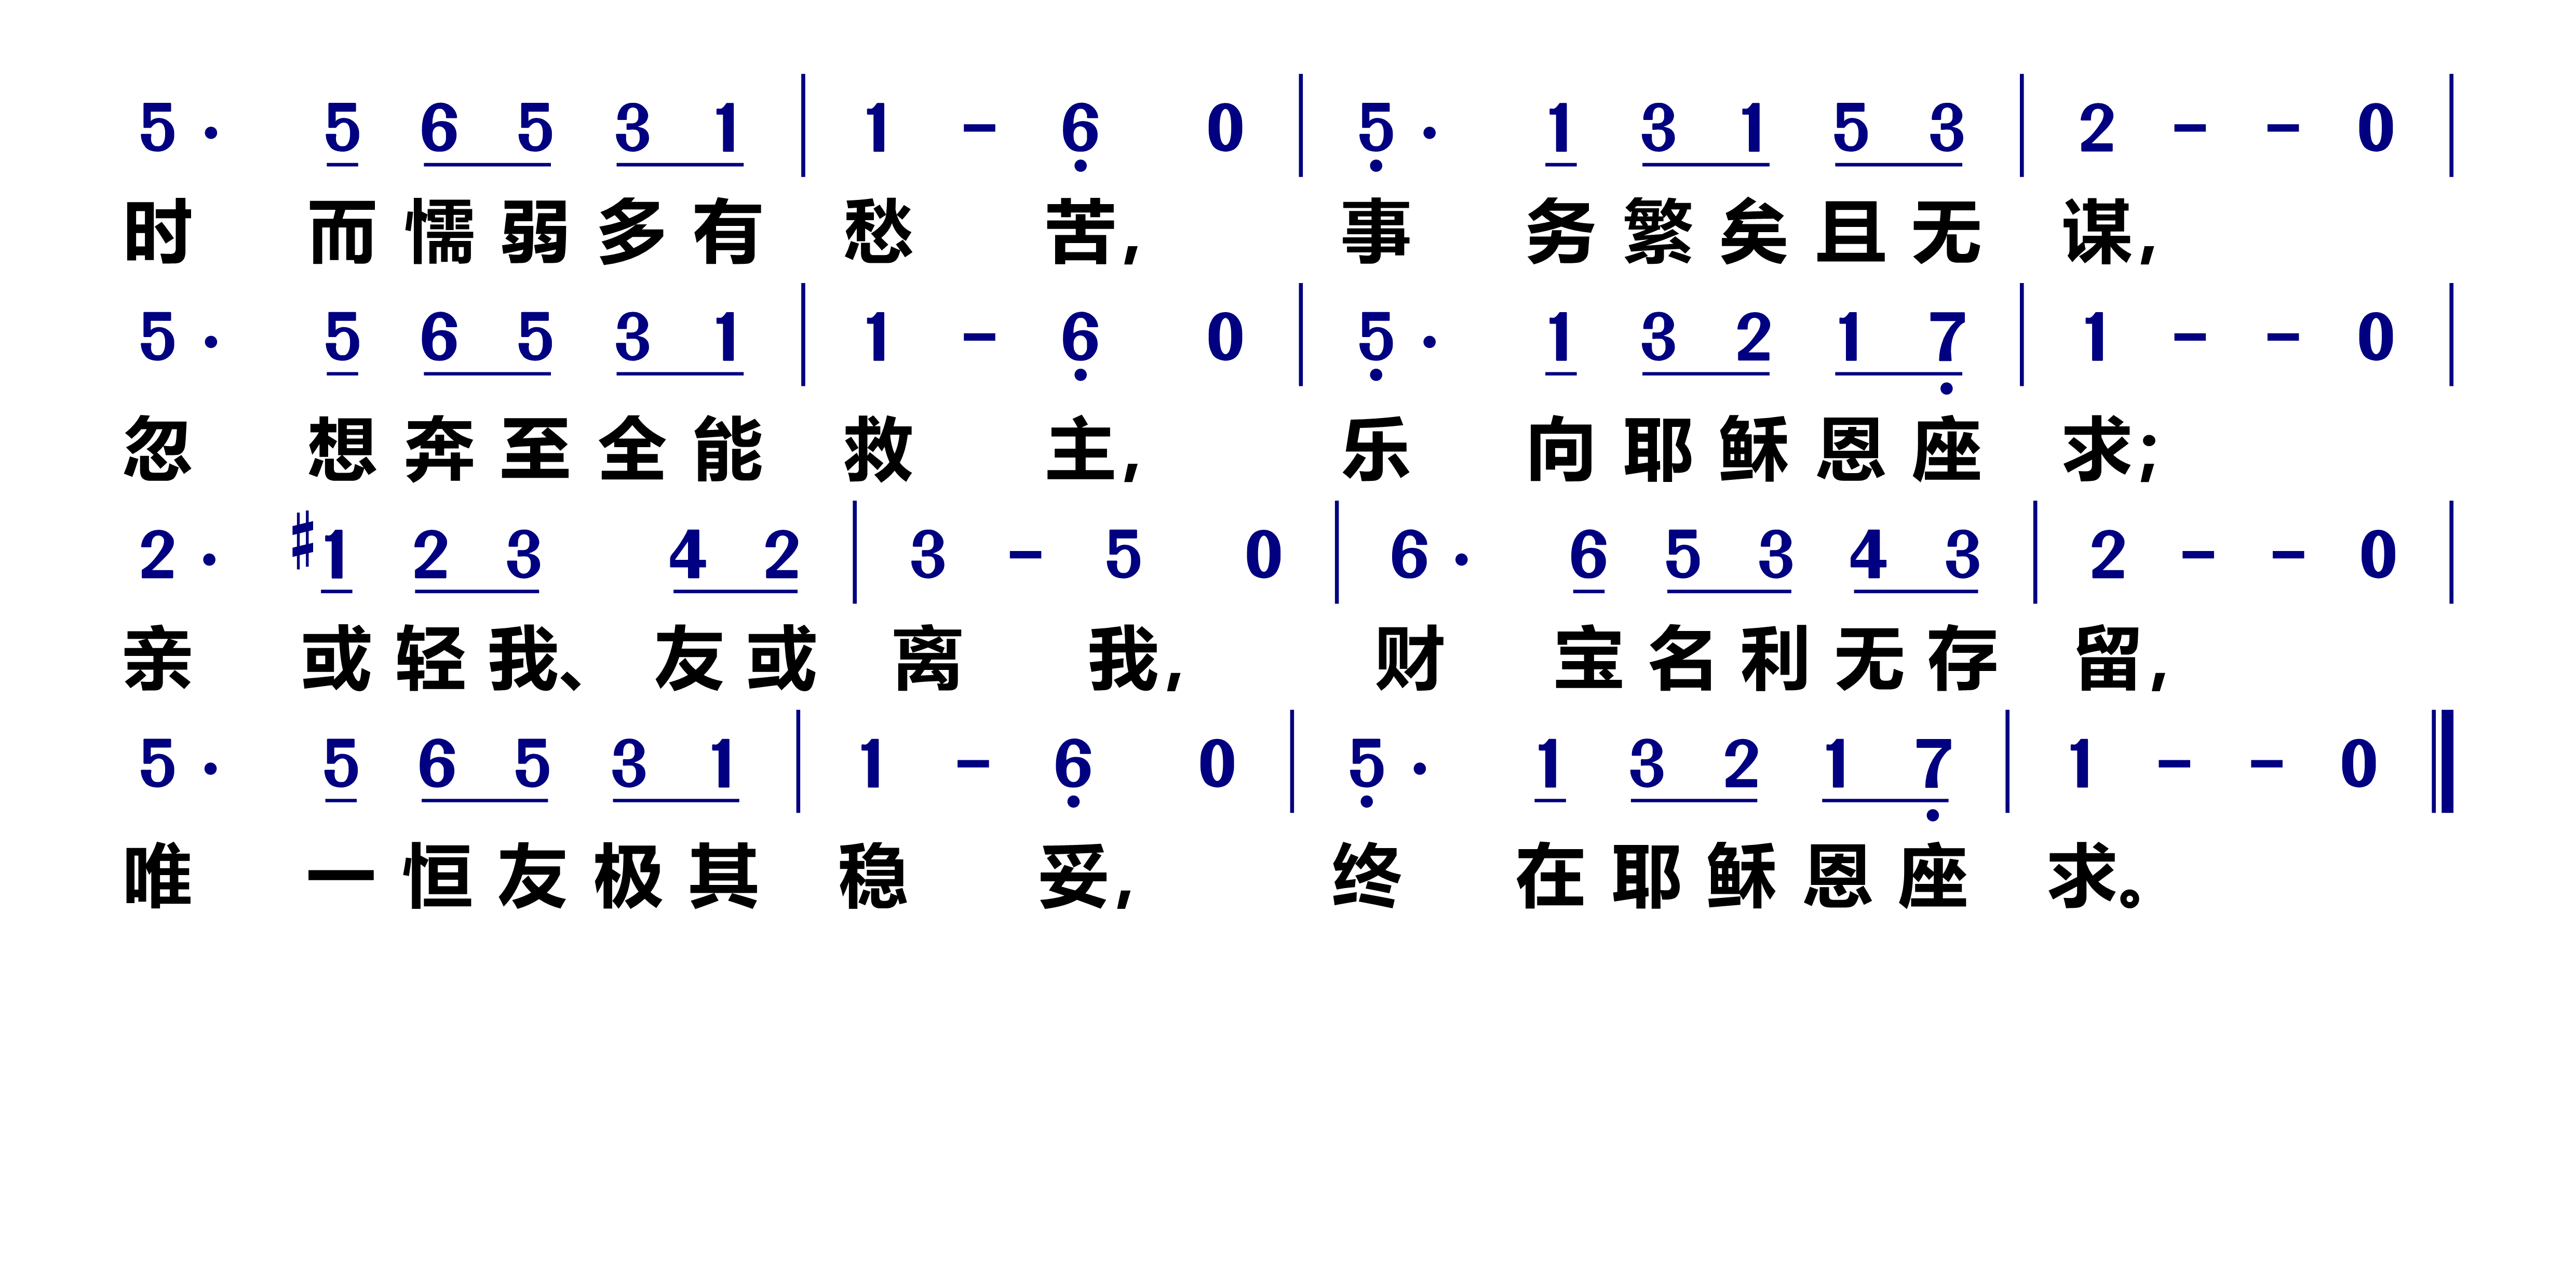 5· 5 6 5 3 1 | 1 - 6̣ 0 | 5̣· 1 3 1 5 3 | 2 - - 0 |
时而懦弱多有愁苦,事务繁矣且无谋,
5· 5 6 5 3 1 | 1 - 6̣ 0 | 5̣· 1 3 2 1 7̣ | 1 - - 0 |
忽想奔至全能救主,乐向耶稣恩座求;
2· #1 2 3 4 2 | 3 - 5 0 | 6· 6 5 3 4 3 | 2 - - 0 |
亲或轻我、友或离我,财宝名利无存留,
5· 5 6 5 3 1 | 1 - 6̣ 0 | 5̣· 1 3 2 1 7̣ | 1 - - 0 ‖
唯一恒友极其稳妥,终在耶稣恩座求。